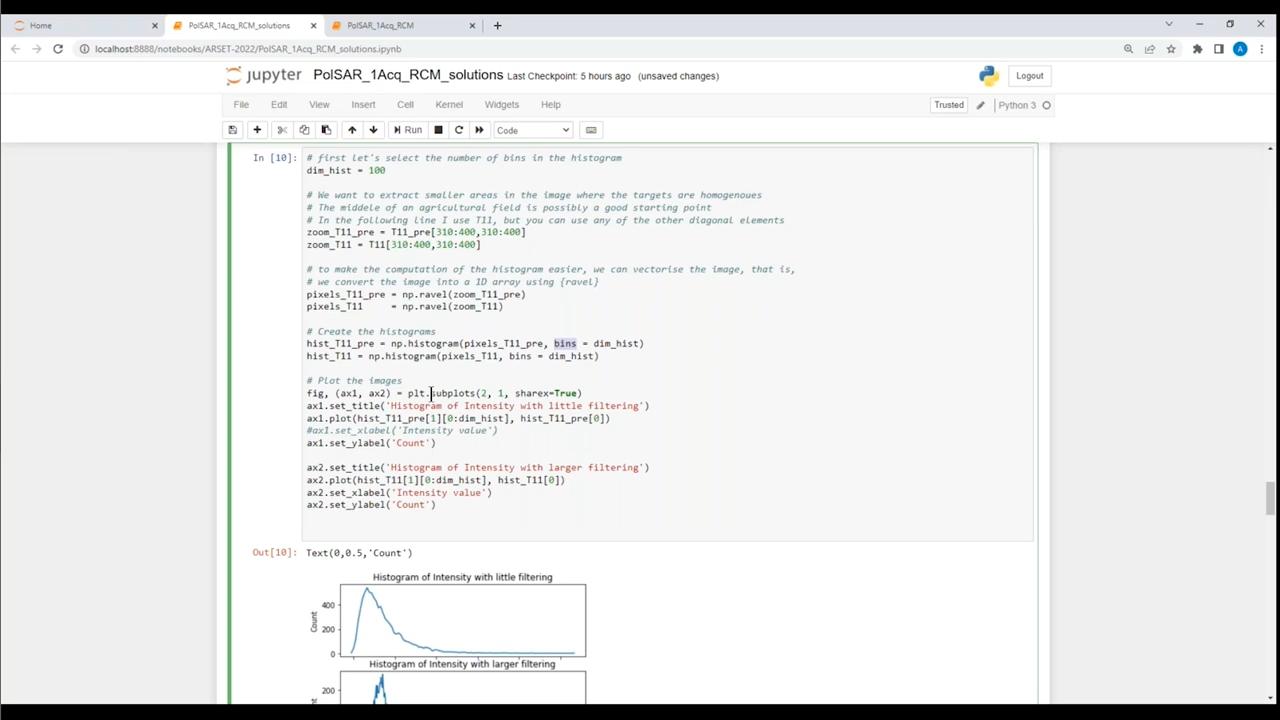 Home
PolSAR_1Acq_RCM_solutions
PolSAR_1Acq_RCM
localhost:8888/notebooks/ARSET-2022/PolSAR_1Acq_RCM_solutions.ipynb
A
jupyter PolSAR_1Acq_RCM_solutions Last Checkpoint: 5 hours ago (unsaved changes)
Logout
File Edit View Insert Cell Kernel Widgets Help
Trusted Python 3
Run Code
In [10]: # first let's select the number of bins in the histogram
dim_hist = 100
# We want to extract smaller areas in the image where the targets are homogenoues
# The middele of an agricultural field is possibly a good starting point
# In the following line I use T11, but you can use any of the other diagonal elements
zoom_T11_pre = T11_pre[310:400,310:400]
zoom_T11 = T11[310:400,310:400]
# to make the computation of the histogram easier, we can vectorise the image, that is,
# we convert the image into a 1D array using {ravel}
pixels_T11_pre = np.ravel(zoom_T11_pre)
pixels_T11     = np.ravel(zoom_T11)
# Create the histograms
hist_T11_pre = np.histogram(pixels_T11_pre, bins = dim_hist)
hist_T11 = np.histogram(pixels_T11, bins = dim_hist)
# Plot the images
fig, (ax1, ax2) = plt.subplots(2, 1, sharex=True)
ax1.set_title('Histogram of Intensity with little filtering')
ax1.plot(hist_T11_pre[1][0:dim_hist], hist_T11_pre[0])
#ax1.set_xlabel('Intensity value')
ax1.set_ylabel('Count')
ax2.set_title('Histogram of Intensity with larger filtering')
ax2.plot(hist_T11[1][0:dim_hist], hist_T11[0])
ax2.set_xlabel('Intensity value')
ax2.set_ylabel('Count')
Out[10]: Text(0,0.5,'Count')
Histogram of Intensity with little filtering
400
200
0
Count
Histogram of Intensity with larger filtering
200